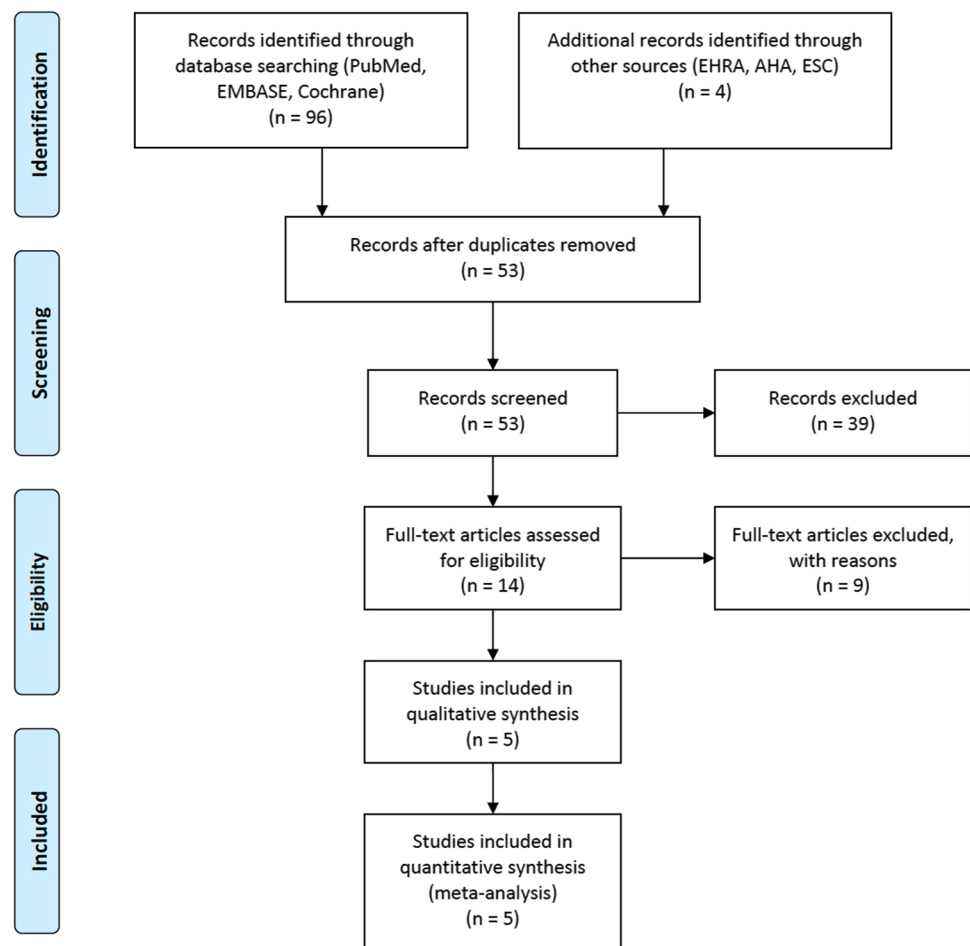 Identification
Records identified through
database searching (PubMed,
EMBASE, Cochrane)
(n = 96)
Additional records identified through
other sources (EHRA, AHA, ESC)
(n = 4)
Records after duplicates removed
(n = 53)
Screening
Records screened
(n = 53)
Records excluded
(n = 39)
Eligibility
Full-text articles assessed
for eligibility
(n = 14)
Full-text articles excluded,
with reasons
(n = 9)
Studies included in
qualitative synthesis
(n = 5)
Included
Studies included in
quantitative synthesis
(meta-analysis)
(n = 5)